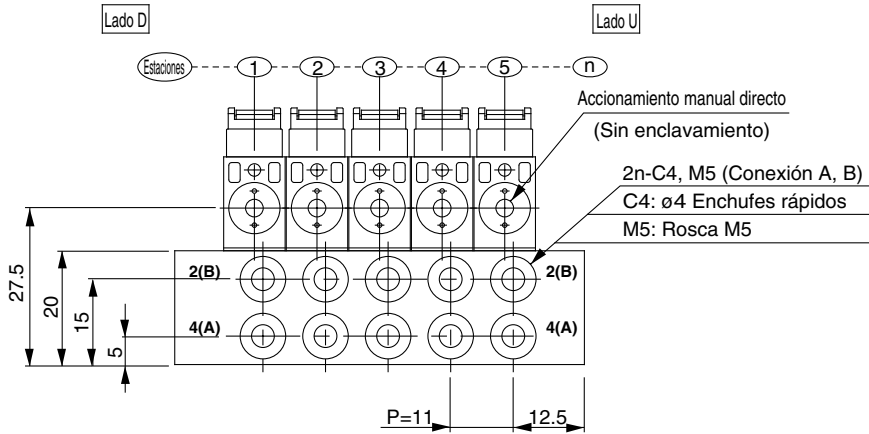 Lado D
Lado U
Estaciones
1
2
3
4
5
n
Accionamiento manual directo
(Sin enclavamiento)
2n-C4, M5 (Conexión A, B)
C4: ø4 Enchufes rápidos
M5: Rosca M5
27.5
20
15
5
2(B)
2(B)
4(A)
4(A)
P=11
12.5